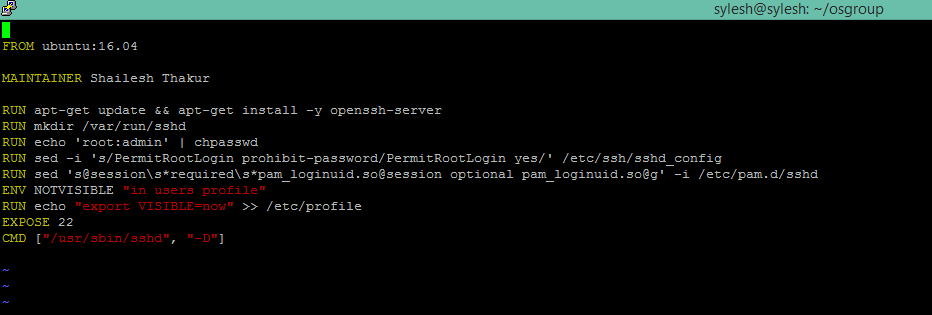 sylesh@sylesh: ~/osgroup
FROM ubuntu:16.04
MAINTAINER Shailesh Thakur
RUN apt-get update && apt-get install -y openssh-server
RUN mkdir /var/run/sshd
RUN echo 'root:admin' | chpasswd
RUN sed -i 's/PermitRootLogin prohibit-password/PermitRootLogin yes/' /etc/ssh/sshd_config
RUN sed 's@session\s*required\s*pam_loginuid.so@session optional pam_loginuid.so@g' -i /etc/pam.d/sshd
ENV NOTVISIBLE "in users profile"
RUN echo "export VISIBLE=now" >> /etc/profile
EXPOSE 22
CMD ["/usr/sbin/sshd", "-D"]
~
~
~